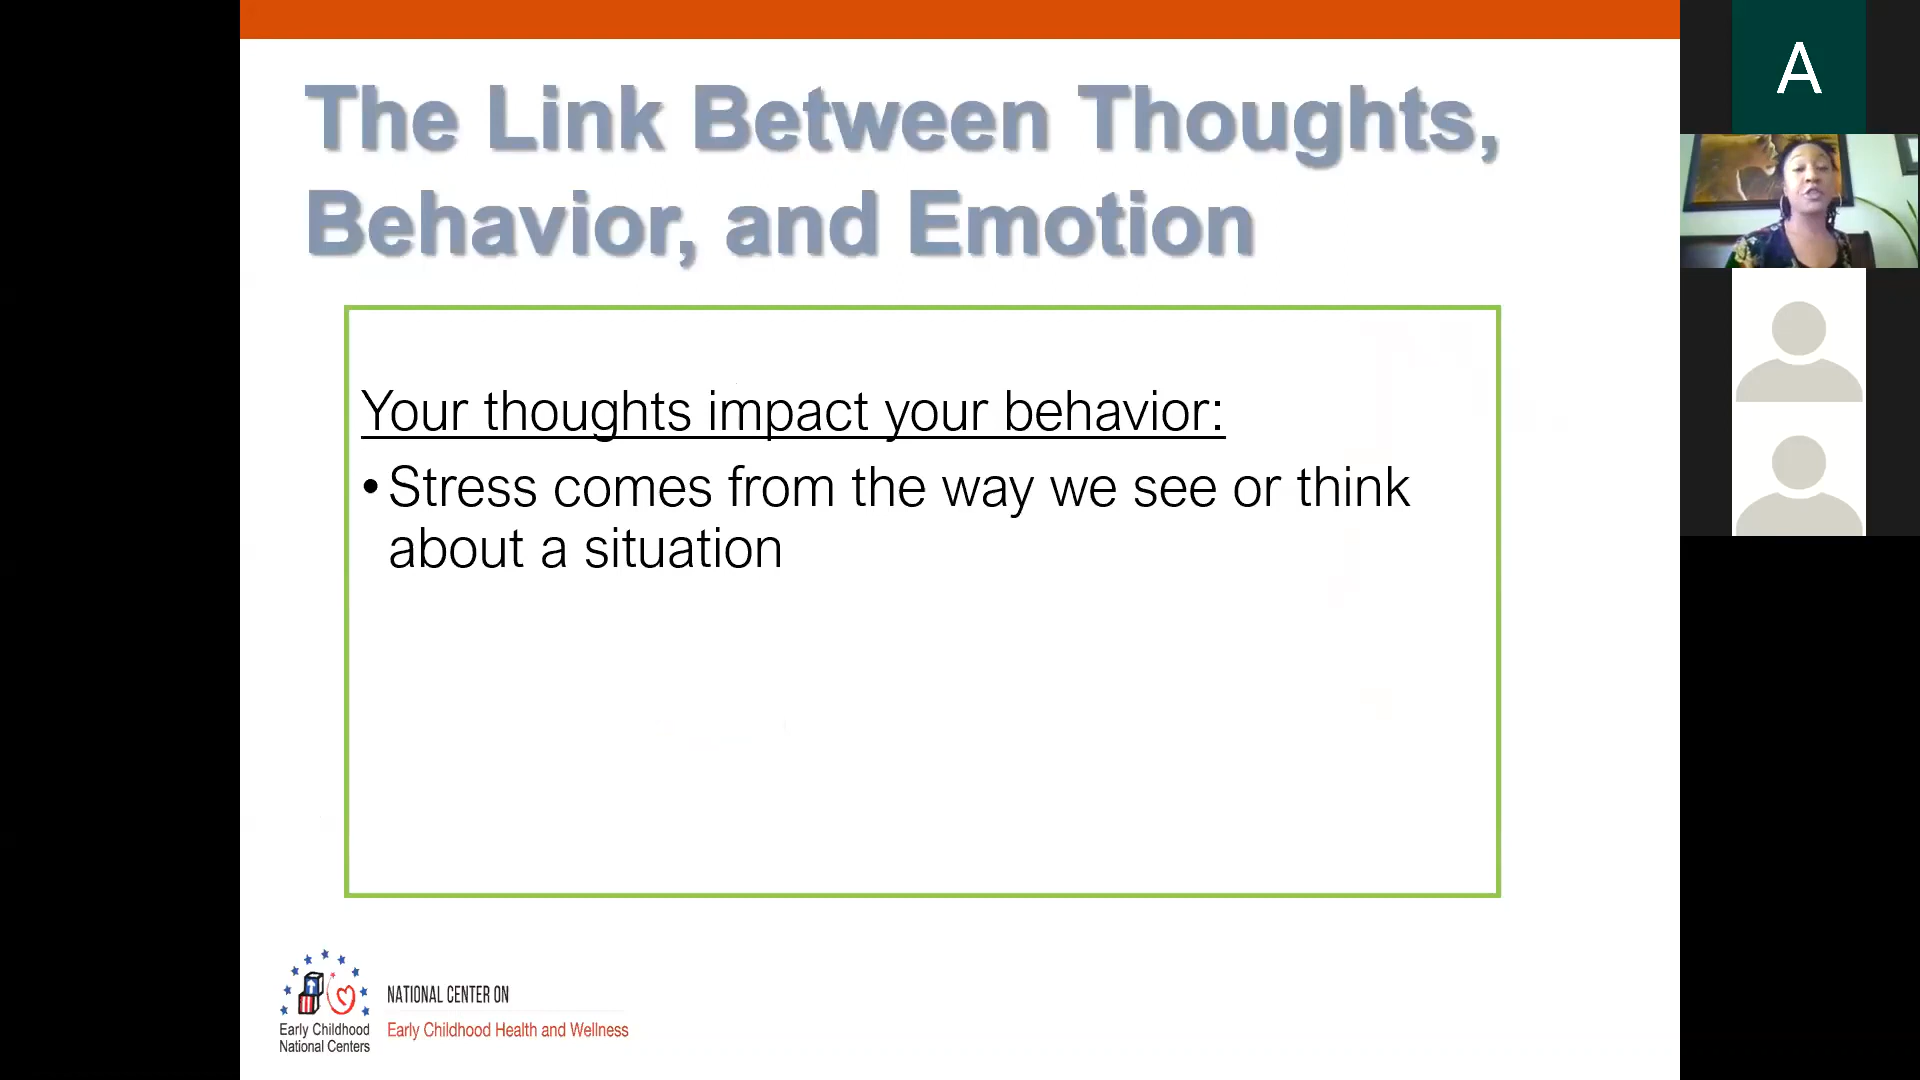 The Link Between Thoughts,
Behavior, and Emotion
A
Your thoughts impact your behavior:
• Stress comes from the way we see or think
about a situation
NATIONAL CENTER ON
Early Childhood Health and Wellness
Early Childhood
National Centers